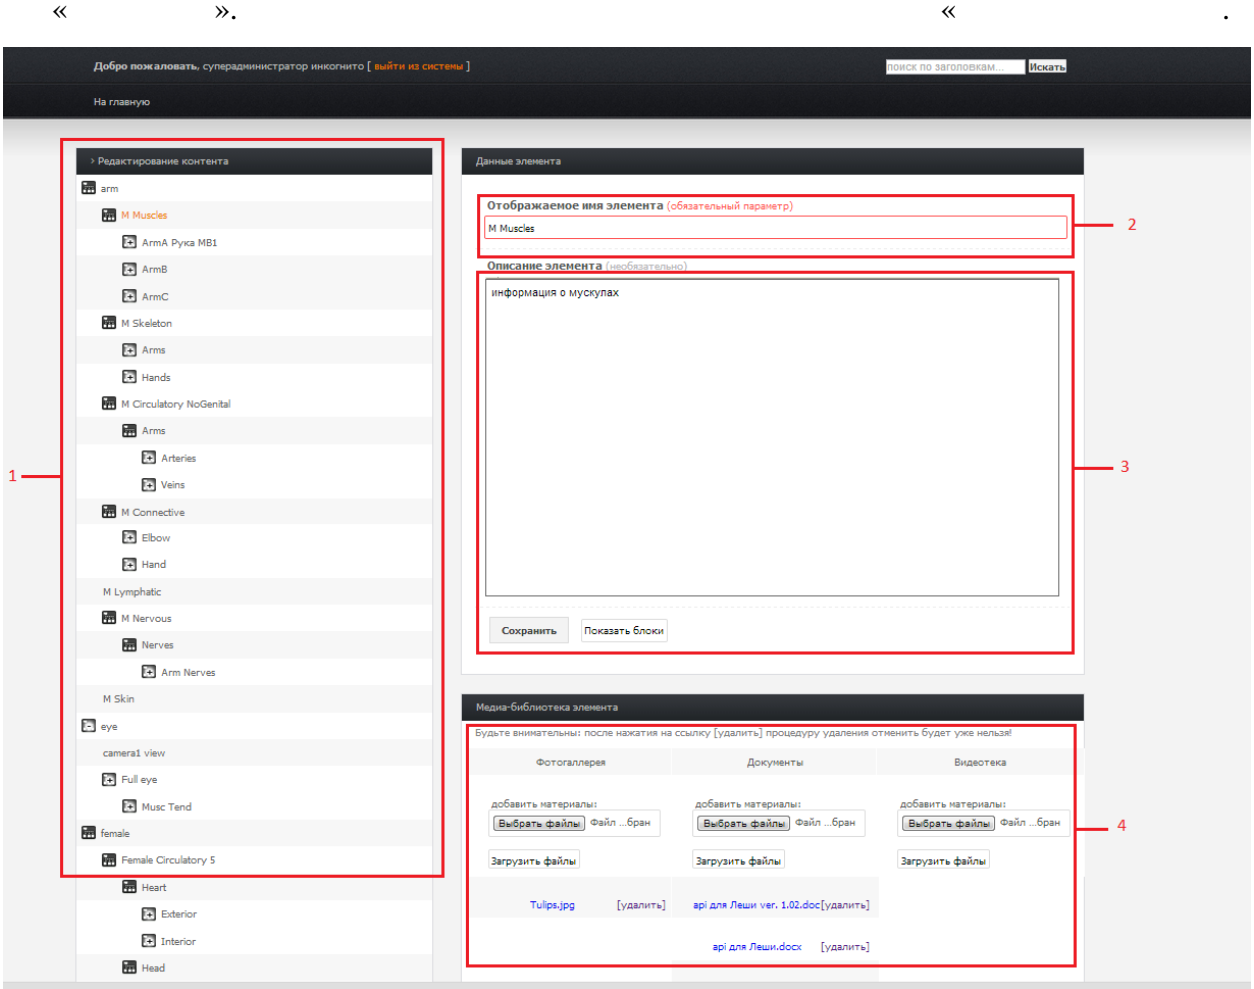 « ». « .
Добро пожаловать, суперадминистратор инкогнито [ выйти из системы ]
поиск по заголовкам... Искать
На главную
› Редактирование контента
arm
M Muscles
ArmA Рука МВ1
ArmB
ArmC
M Skeleton
Arms
Hands
M Circulatory NoGenital
Arms
Arteries
Veins
M Connective
Elbow
Hand
M Lymphatic
M Nervous
Nerves
Arm Nerves
M Skin
eye
camera1 view
Full eye
Musc Tend
female
Female Circulatory 5
Heart
Exterior
Interior
Head
1
Данные элемента
Отображаемое имя элемента (обязательный параметр)
M Muscles
2
Описание элемента (необязательно)
информация о мускулах
3
Сохранить Показать блоки
Медиа-библиотека элемента
Будьте внимательны: после нажатия на ссылку [удалить] процедуру удаления отменить будет уже нельзя!
Фотогаллерея Документы Видеотека
добавить материалы: добавить материалы: добавить материалы:
Выбрать файлы Файл ...бран Выбрать файлы Файл ...бран Выбрать файлы Файл ...бран
4
Загрузить файлы Загрузить файлы Загрузить файлы
Tulips.jpg [удалить] api для Леши ver. 1.02.doc[удалить]
api для Леши.docx [удалить]